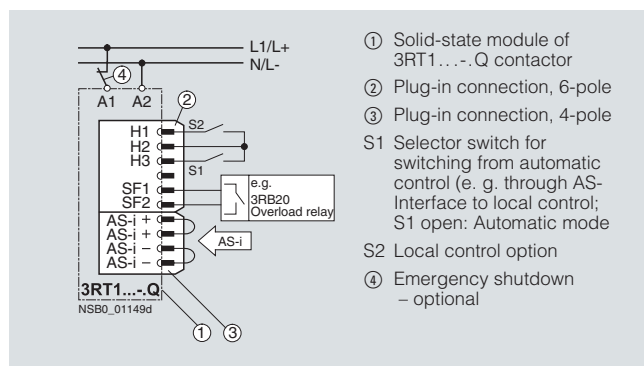 L1/L+
N/L-
④
A1 A2
②
H1
H2
H3
S2
S1
SF1
SF2
e.g.
3RB20
Overload relay
AS-i +
AS-i +
AS-i –
AS-i –
AS-i
3RT1...-.Q
NSB0_01149d
① ③
① Solid-state module of
3RT1...-.Q contactor
② Plug-in connection, 6-pole
③ Plug-in connection, 4-pole
S1 Selector switch for
switching from automatic
control (e. g. through AS-
Interface to local control;
S1 open: Automatic mode
S2 Local control option
④ Emergency shutdown
– optional